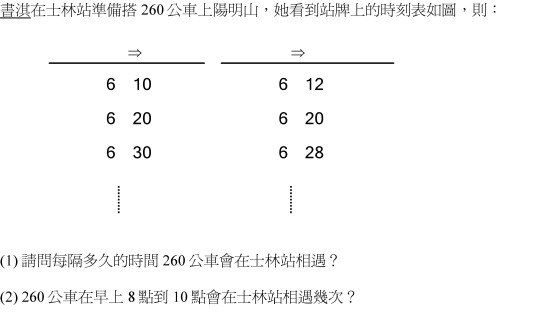 書淇在士林站準備搭 260 公車上陽明山，她看到站牌上的時刻表如圖，則：
⇒ ⇒
6 10 6 12
6 20 6 20
6 30 6 28
(1) 請問每隔多久的時間 260 公車會在士林站相遇？
(2) 260 公車在早上 8 點到 10 點會在士林站相遇幾次？